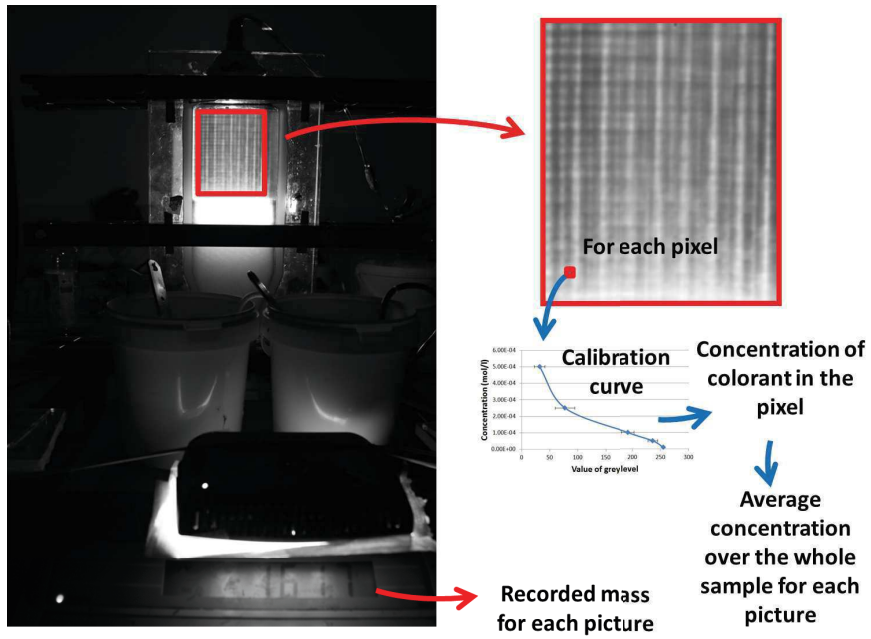 For each pixel
Calibration
curve
Concentration (mol/l)
6.00E-04
5.00E-04
4.00E-04
3.00E-04
2.00E-04
1.00E-04
0.00E+00
0
50
100
150
200
250
300
Value of greylevel
Concentration of
colorant in the
pixel
Average
concentration
over the whole
sample for each
picture
Recorded mass
for each picture